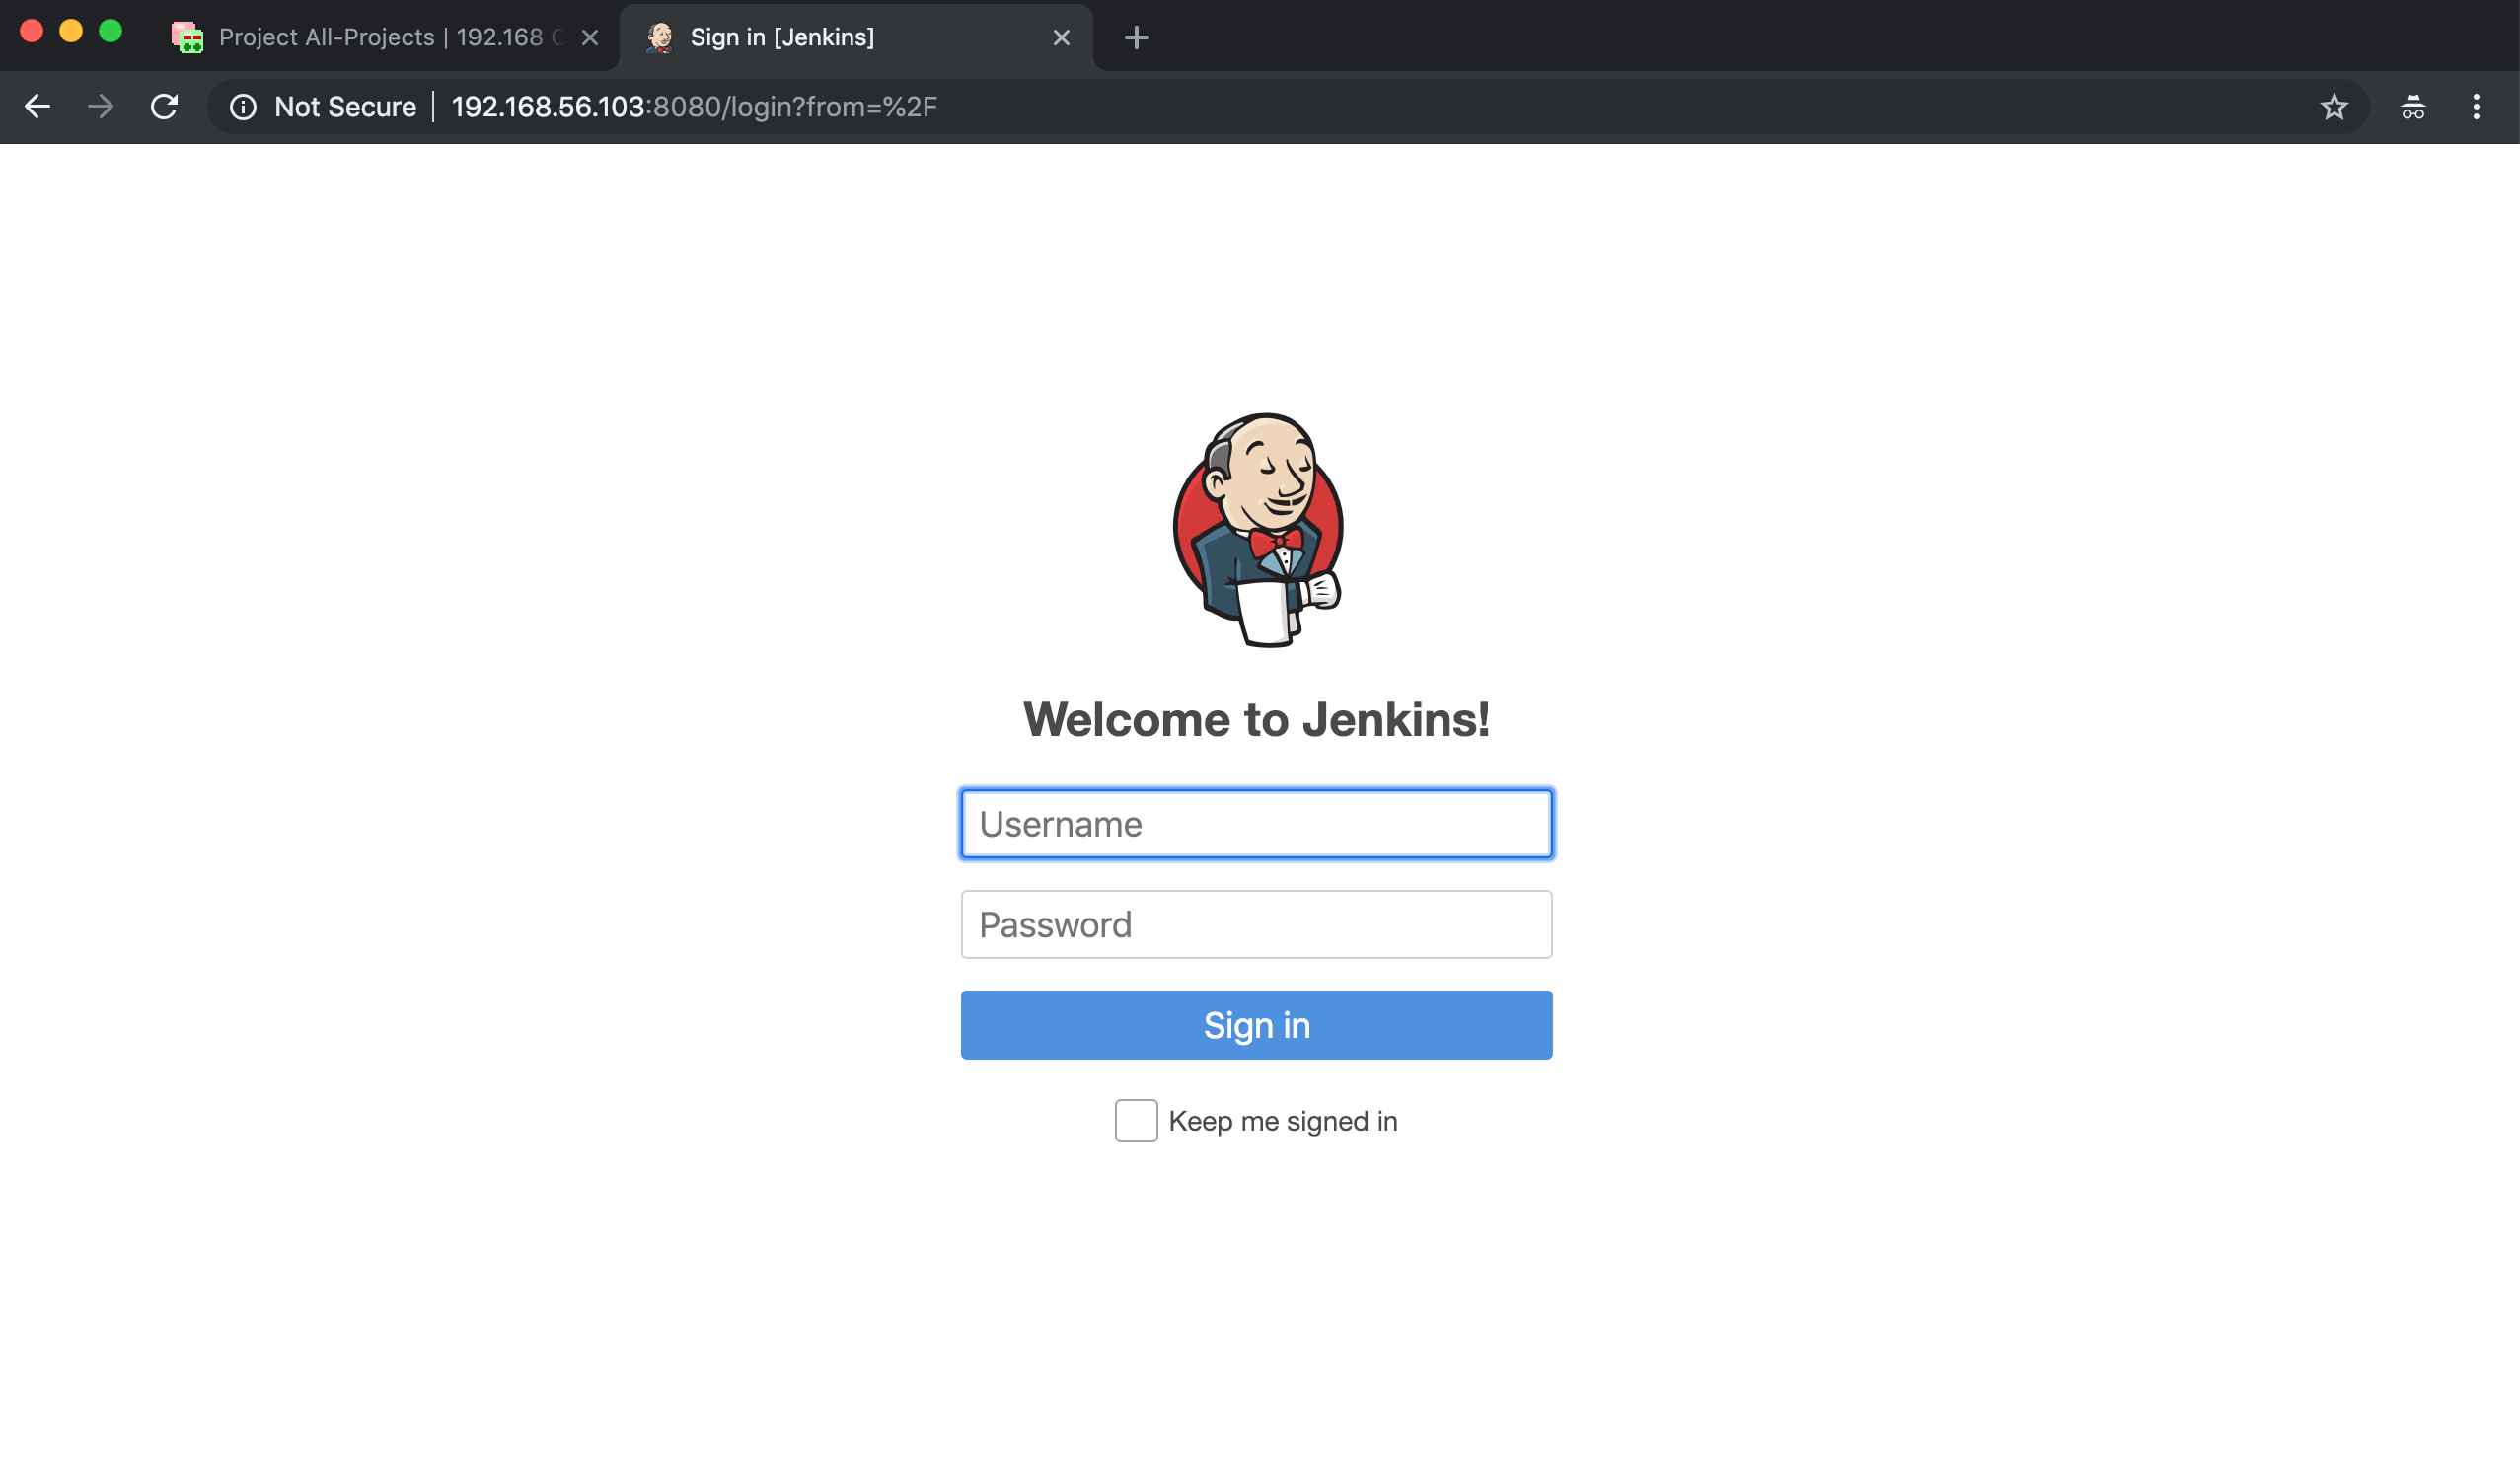 Project All-Projects | 192.168
Sign in [Jenkins]
Not Secure | 192.168.56.103:8080/login?from=%2F
Welcome to Jenkins!
Username
Password
Sign in
Keep me signed in